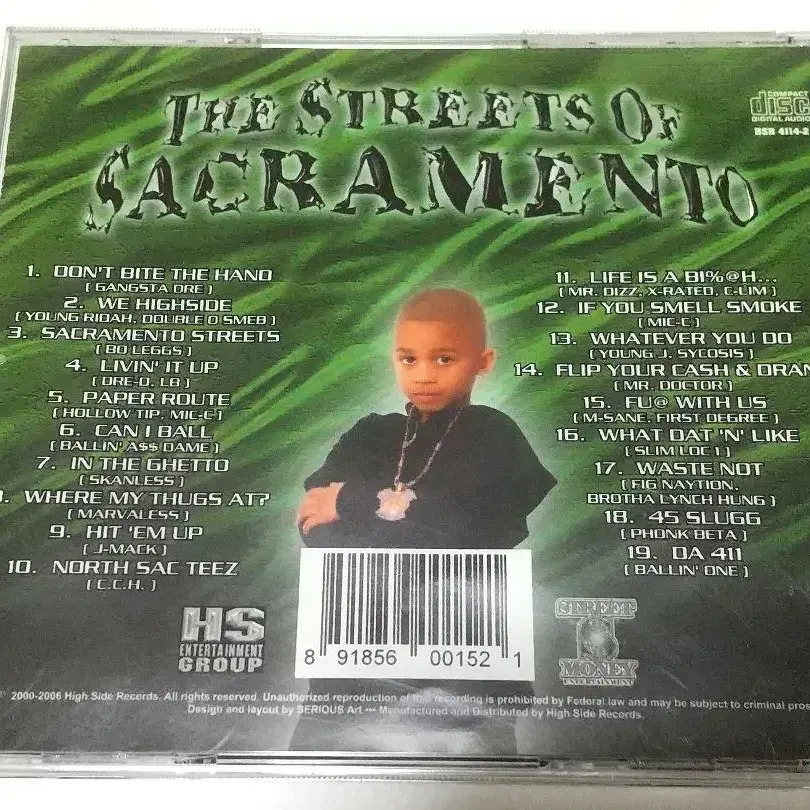 THE STREETS OF
SACRAMENTO
COMPACT
disc
DIGITAL AUDIO
HSR 4114-2
1. DON'T BITE THE HAND
( GANGSTA DRE )
2. WE HIGHSIDE
( YOUNG RIDAH, DOUBLE O SMEB )
3. SACRAMENTO STREETS
( BO LEGGS )
4. LIVIN' IT UP
( DRE-D, LB )
5. PAPER ROUTE
( HOLLOW TIP, MIC-C )
6. CAN I BALL
( BALLIN' A$$ DAME )
7. IN THE GHETTO
( SKANLESS )
WHERE MY THUGS AT?
( MARVALESS )
9. HIT 'EM UP
( J-MACK )
10. NORTH SAC TEEZ
( C.C.H. )
11. LIFE IS A BI%@H...
( MR. DIZZ, X-RATED, C-LIM )
12. IF YOU SMELL SMOKE
( MIC-C )
13. WHATEVER YOU DO
( YOUNG J, SYCOSIS )
14. FLIP YOUR CASH & DRAN
( MR. DOCTOR )
15. FU@ WITH US
( M-SANE, FIRST DEGREE )
16. WHAT DAT 'N' LIKE
( SLIM LOC 1 )
17. WASTE NOT
( FIG NAYTION,
BROTHA LYNCH HUNG )
18. 45 SLUGG
( PHONK BETA )
19. DA 411
( BALLIN' ONE )
HS
ENTERTAINMENT
GROUP
8 91856 00152 1
STREET
MONEY
ENTERTAINMENT
℗ 2000-2006 High Side Records. All rights reserved. Unauthorized reproduction of this recording is prohibited by Federal law and may be subject to criminal pros
Design and layout by SERIOUS Art ••• Manufactured and Distributed by High Side Records.